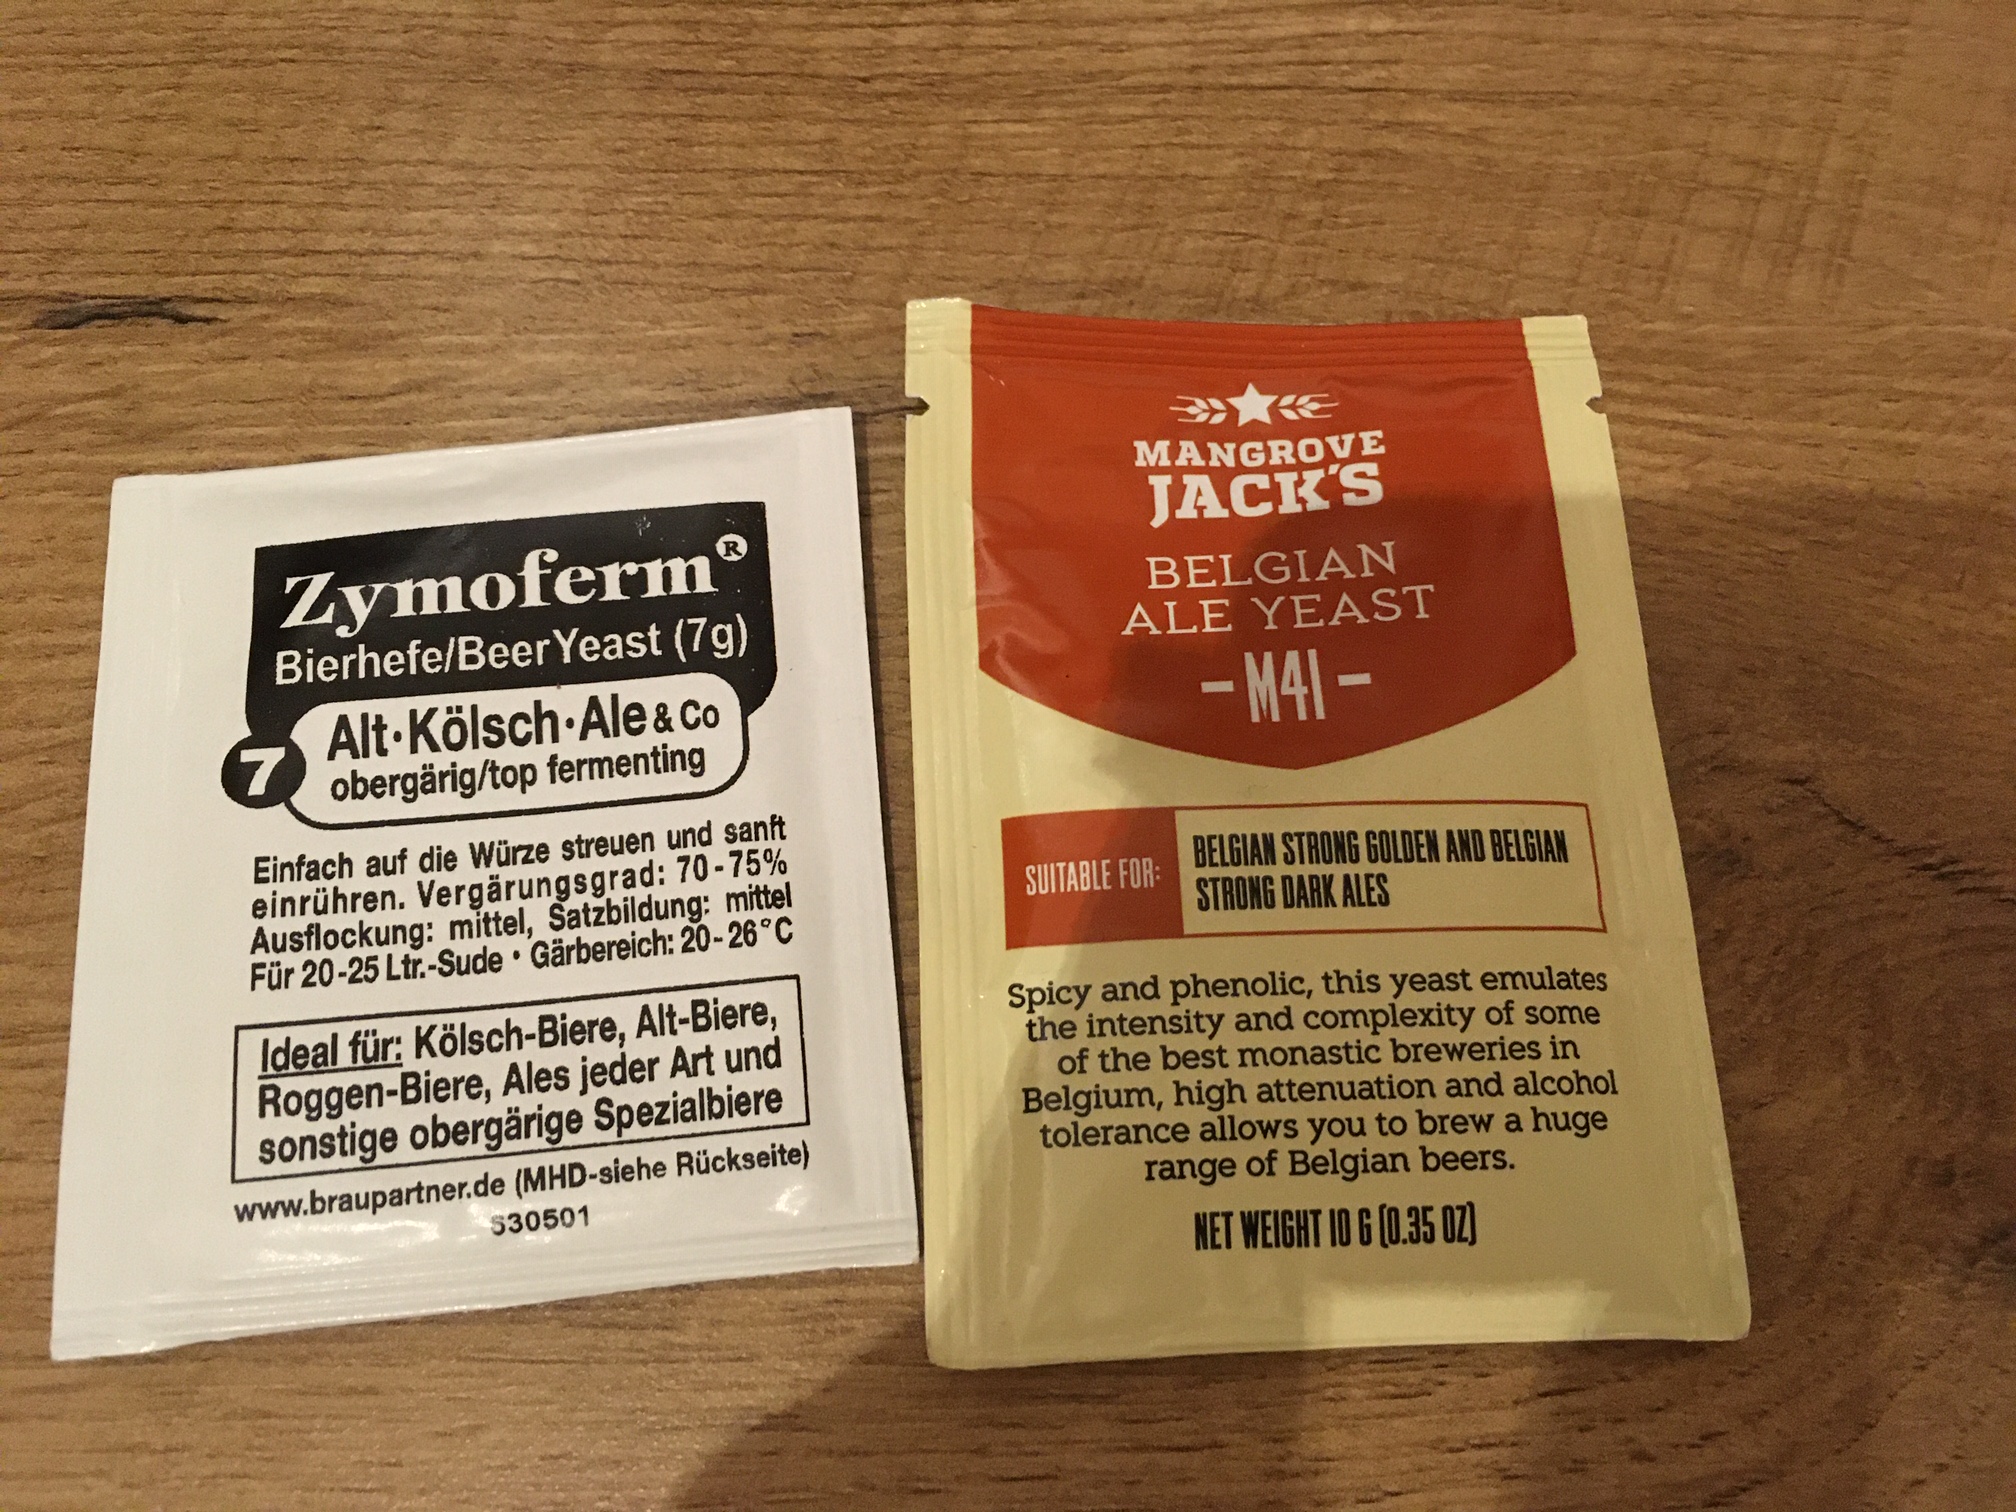 Zymoferm®
Bierhefe/BeerYeast (7g)
7
Alt·Kölsch·Ale & Co
obergärig/top fermenting
Einfach auf die Würze streuen und sanft
einrühren. Vergärungsgrad: 70-75%
Ausflockung: mittel, Satzbildung: mittel
Für 20-25 Ltr.-Sude • Gärbereich: 20-26°C
Ideal für: Kölsch-Biere, Alt-Biere,
Roggen-Biere, Ales jeder Art und
sonstige obergärige Spezialbiere
www.braupartner.de (MHD-siehe Rückseite)
S30501
MANGROVE
JACK'S
BELGIAN
ALE YEAST
- M41 -
SUITABLE FOR:
BELGIAN STRONG GOLDEN AND BELGIAN
STRONG DARK ALES
Spicy and phenolic, this yeast emulates
the intensity and complexity of some
of the best monastic breweries in
Belgium, high attenuation and alcohol
tolerance allows you to brew a huge
range of Belgian beers.
NET WEIGHT 10 G (0.35 OZ)